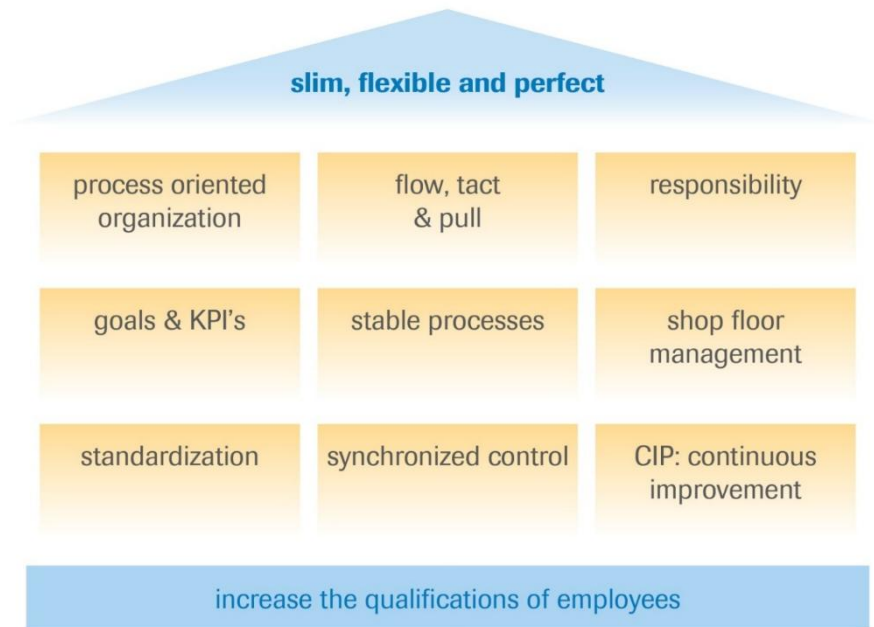 slim, flexible and perfect
process oriented
organization
flow, tact
& pull
responsibility
goals & KPI's
stable processes
shop floor
management
standardization
synchronized control
CIP: continuous
improvement
increase the qualifications of employees